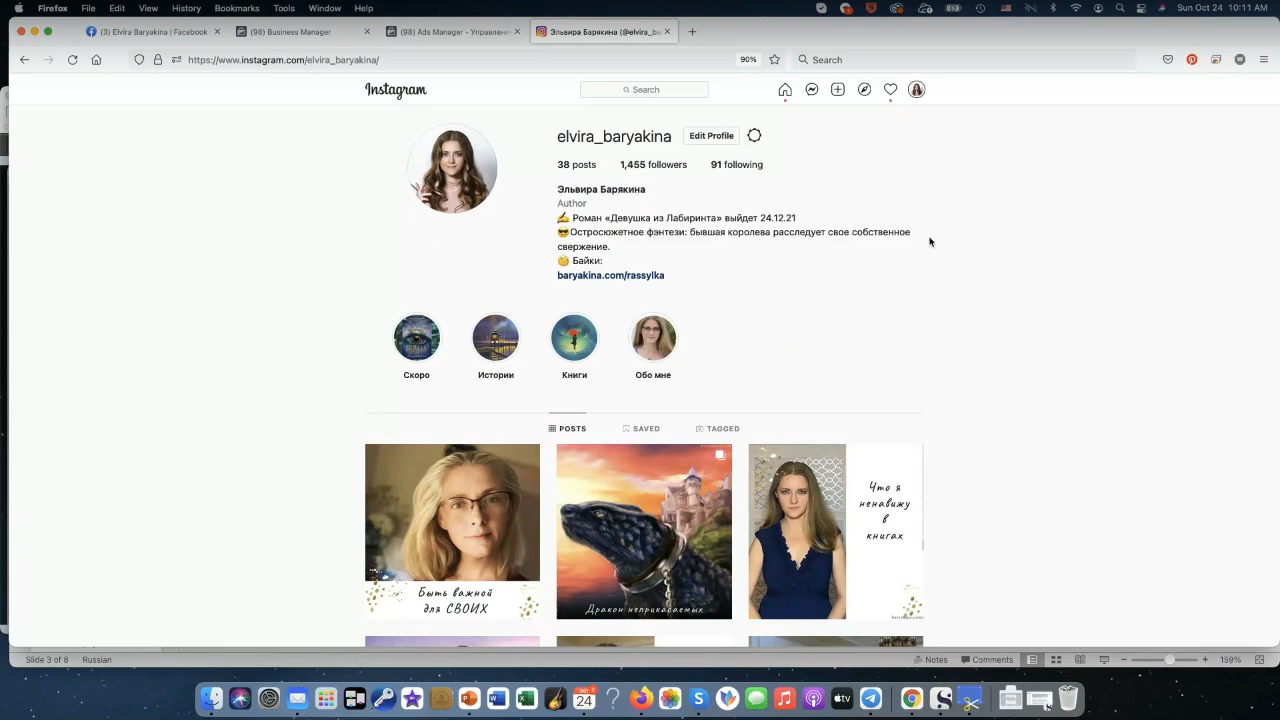 Firefox File Edit View History Bookmarks Tools Window Help Sun Oct 24 10:11 AM
(3) Elvira Baryakina | Facebook (98) Business Manager (98) Ads Manager - Управлени Эльвира Барякина (@elvira_ba
https://www.instagram.com/elvira_baryakina/ 90% Search
Instagram Search
elvira_baryakina Edit Profile
38 posts 1,455 followers 91 following
Эльвира Барякина
Author
✍️ Роман «Девушка из Лабиринта» выйдет 24.12.21
😎Остросюжетное фэнтези: бывшая королева расследует свое собственное
свержение.
🧐 Байки:
baryakina.com/rassylka
Скоро Истории Книги Обо мне
POSTS SAVED TAGGED
Что я
ненавижу
в
книгах
Быть важной
для СВОИХ
Дракон неприкасаемых
Slide 3 of 8 Russian Notes Comments 159%
OCT
24
tv